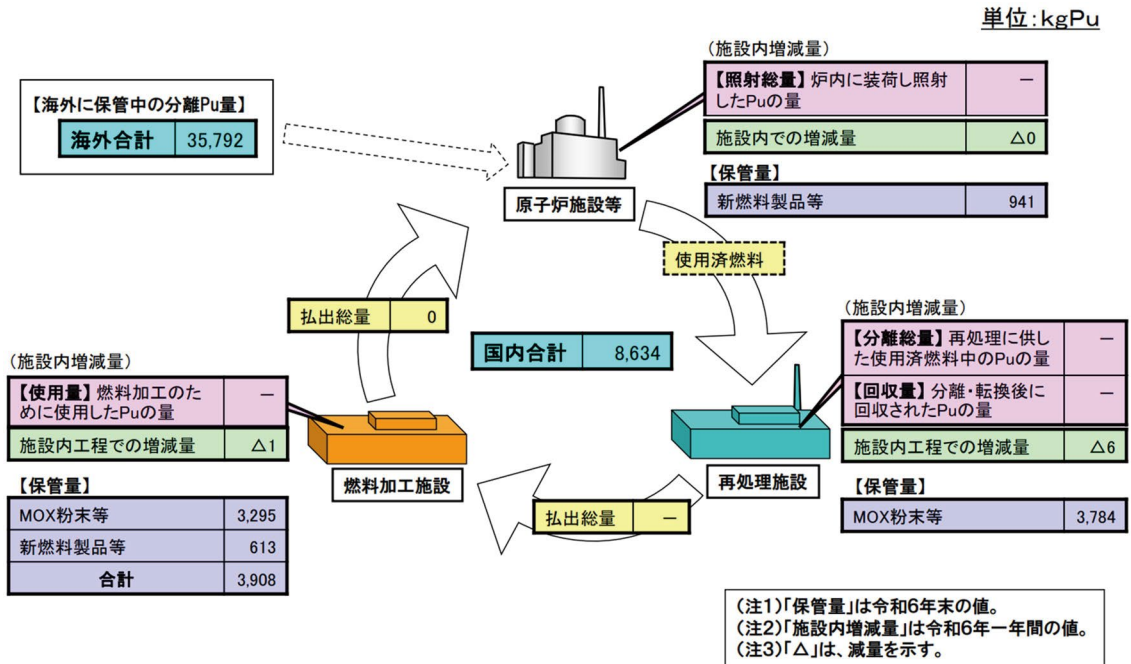 単位:kgPu
【海外に保管中の分離Pu量】
海外合計 35,792
(施設内増減量)
【照射総量】炉内に装荷し照射
したPuの量 －
施設内での増減量 △0
【保管量】
新燃料製品等 941
原子炉施設等
使用済燃料
払出総量 0
国内合計 8,634
(施設内増減量)
【分離総量】再処理に供し
た使用済燃料中のPuの量 －
【回収量】分離・転換後に
回収されたPuの量 －
施設内工程での増減量 △6
【保管量】
MOX粉末等 3,784
再処理施設
(施設内増減量)
【使用量】燃料加工のた
めに使用したPuの量 －
施設内工程での増減量 △1
【保管量】
MOX粉末等 3,295
新燃料製品等 613
合計 3,908
燃料加工施設
払出総量 －
(注1)「保管量」は令和6年末の値。
(注2)「施設内増減量」は令和6年一年間の値。
(注3)「△」は、減量を示す。